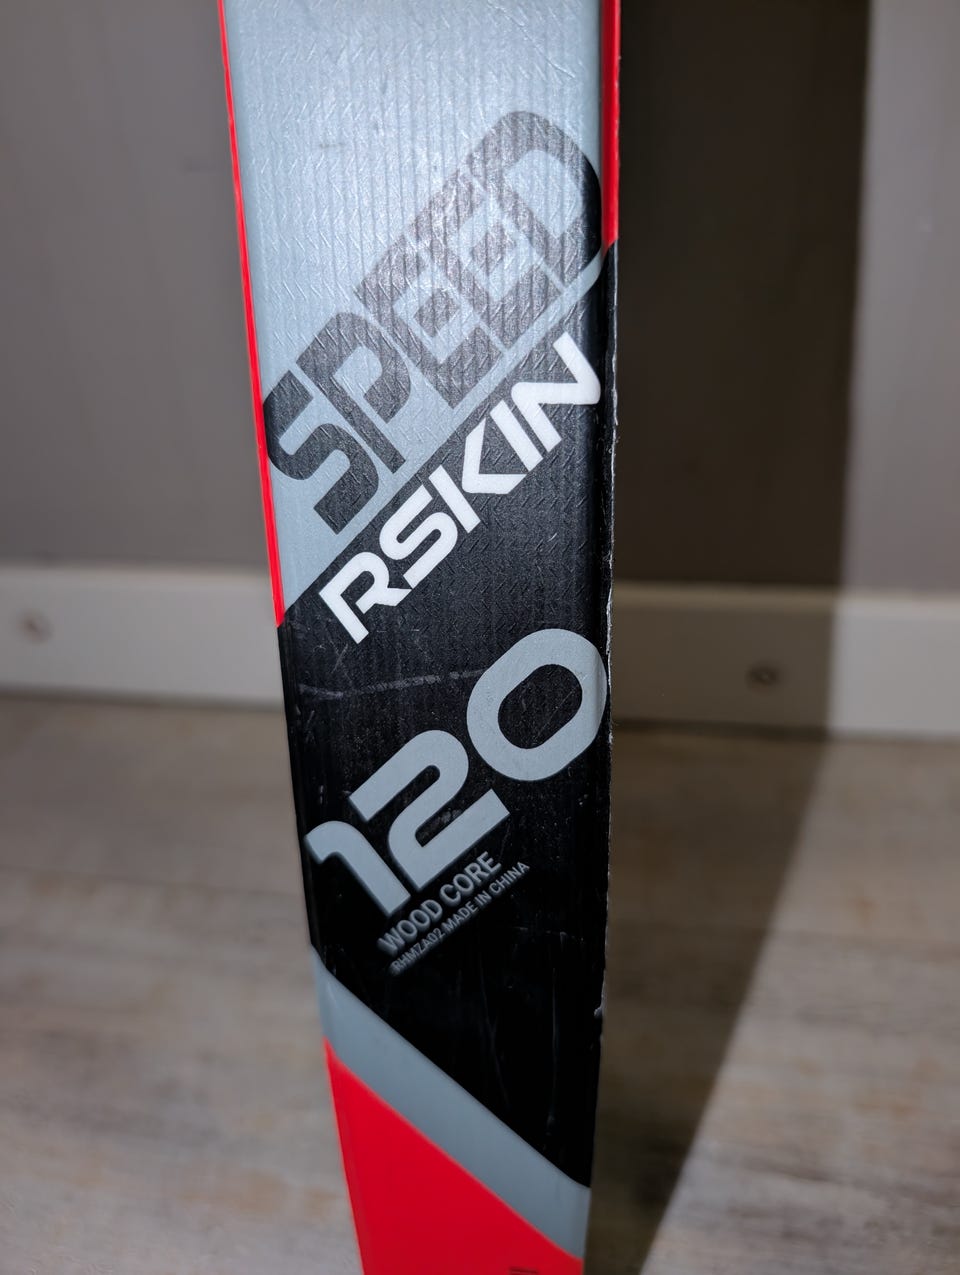 SPEED
RSKIN
120
WOOD CORE
RHMZA02 MADE IN CHINA